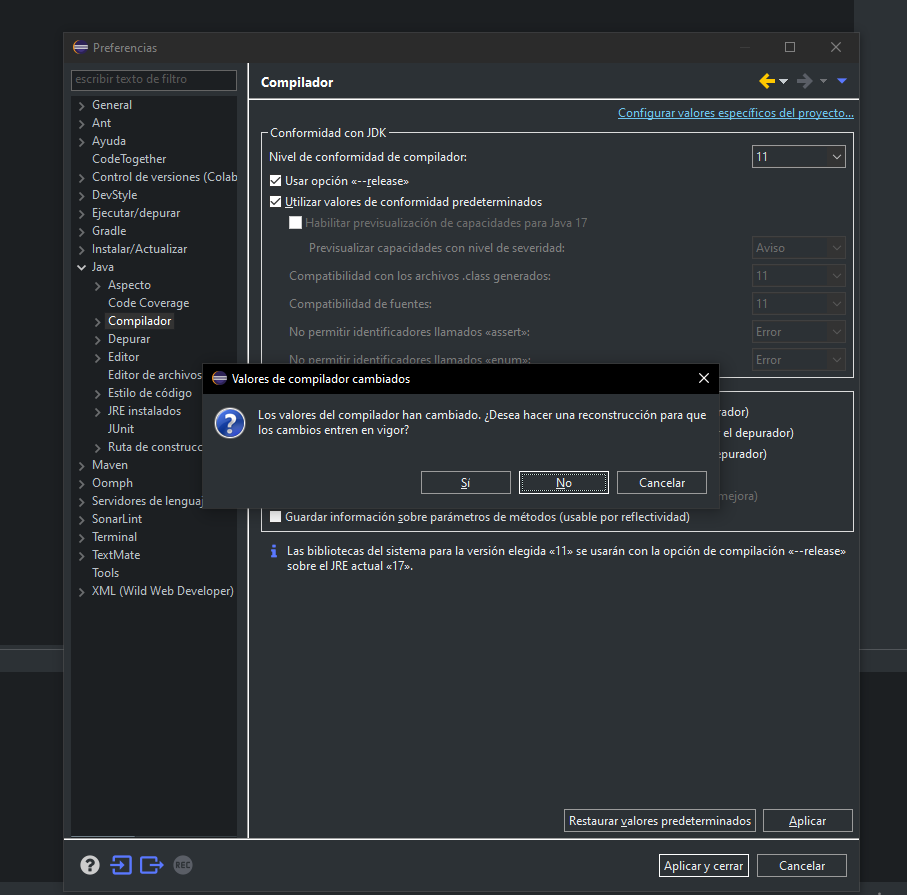 Preferencias
escribir texto de filtro
General
Ant
Ayuda
CodeTogether
Control de versiones (Colab
DevStyle
Ejecutar/depurar
Gradle
Instalar/Actualizar
Java
Aspecto
Code Coverage
Compilador
Depurar
Editor
Editor de archivos
Estilo de código
JRE instalados
JUnit
Ruta de construcc
Maven
Oomph
Servidores de lenguaj
SonarLint
Terminal
TextMate
Tools
XML (Wild Web Developer)
Compilador
Configurar valores específicos del proyecto...
Conformidad con JDK
Nivel de conformidad de compilador: 11
Usar opción «--release»
Utilizar valores de conformidad predeterminados
Habilitar previsualización de capacidades para Java 17
Previsualizar capacidades con nivel de severidad: Aviso
Compatibilidad con los archivos .class generados: 11
Compatibilidad de fuentes: 11
No permitir identificadores llamados «assert»: Error
No permitir identificadores llamados «enum»: Error
Valores de compilador cambiados
Los valores del compilador han cambiado. ¿Desea hacer una reconstrucción para que
los cambios entren en vigor?
Sí No Cancelar
rador)
r el depurador)
epurador)
mejora)
Guardar información sobre parámetros de métodos (usable por reflectividad)
Las bibliotecas del sistema para la versión elegida «11» se usarán con la opción de compilación «--release»
sobre el JRE actual «17».
Restaurar valores predeterminados Aplicar
REC
Aplicar y cerrar Cancelar